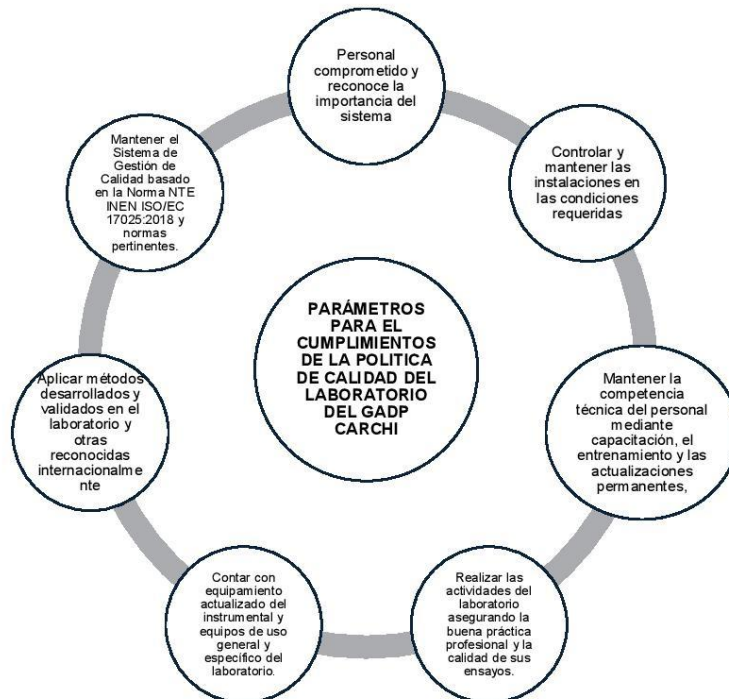 Personal
comprometido y
reconoce la
importancia del
sistema
Controlar y
mantener las
instalaciones en
las condiciones
requeridas
Mantener la
competencia
técnica del personal
mediante
capacitación, el
entrenamiento y las
actualizaciones
permanentes,
Realizar las
actividades del
laboratorio
asegurando la
buena práctica
profesional y la
calidad de sus
ensayos.
Contar con
equipamiento
actualizado del
instrumental y
equipos de uso
general y
específico del
laboratorio.
Aplicar métodos
desarrollados y
validados en el
laboratorio y
otras
reconocidas
internacionalme
nte
Mantener el
Sistema de
Gestión de
Calidad basado
en la Norma NTE
INEN ISO/EC
17025:2018 y
normas
pertinentes.
PARÁMETROS
PARA EL
CUMPLIMIENTOS
DE LA POLITICA
DE CALIDAD DEL
LABORATORIO
DEL GADP
CARCHI